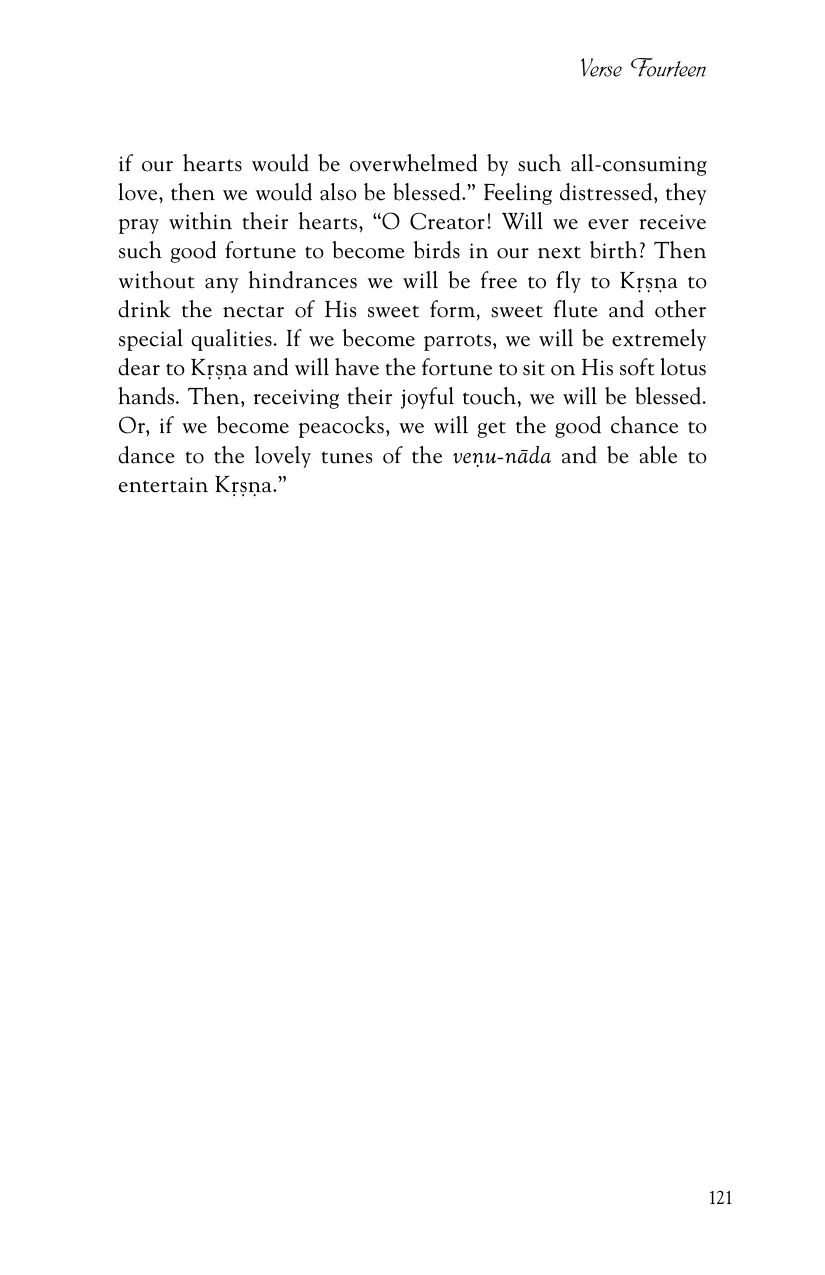 Verse Fourteen
if our hearts would be overwhelmed by such all-consuming
love, then we would also be blessed.” Feeling distressed, they
pray within their hearts, “O Creator! Will we ever receive
such good fortune to become birds in our next birth? Then
without any hindrances we will be free to fly to Kṛṣṇa to
drink the nectar of His sweet form, sweet flute and other
special qualities. If we become parrots, we will be extremely
dear to Kṛṣṇa and will have the fortune to sit on His soft lotus
hands. Then, receiving their joyful touch, we will be blessed.
Or, if we become peacocks, we will get the good chance to
dance to the lovely tunes of the veṇu-nāda and be able to
entertain Kṛṣṇa.”
121